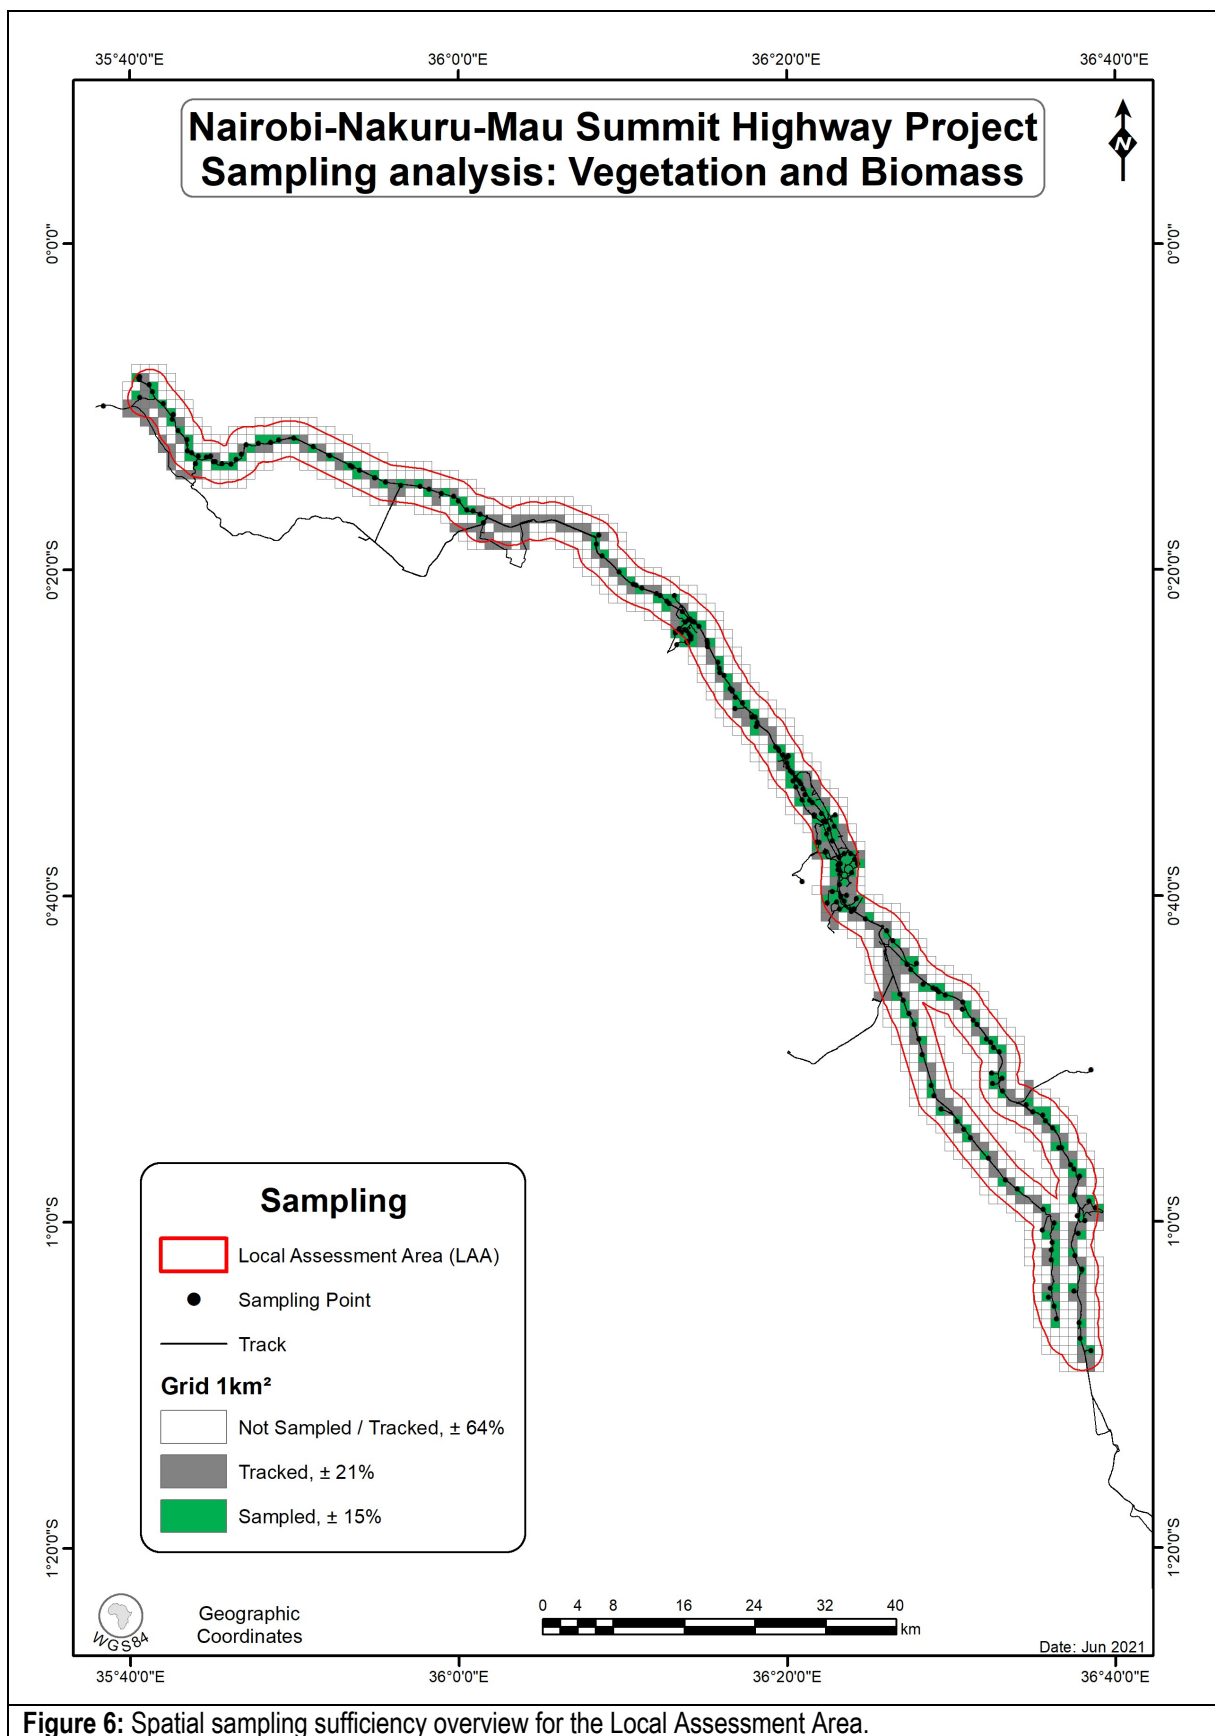 35°40'0"E 36°0'0"E 36°20'0"E 36°40'0"E
Nairobi-Nakuru-Mau Summit Highway Project
Sampling analysis: Vegetation and Biomass
N
0°0'0" 0°0'0"
0°20'0"S 0°20'0"S
0°40'0"S 0°40'0"S
1°0'0"S 1°0'0"S
1°20'0"S 1°20'0"S
Sampling
Local Assessment Area (LAA)
Sampling Point
Track
Grid 1km²
Not Sampled / Tracked, ± 64%
Tracked, ± 21%
Sampled, ± 15%
WGS84
Geographic
Coordinates
0 4 8 16 24 32 40
km
Date: Jun 2021
35°40'0"E 36°0'0"E 36°20'0"E 36°40'0"E
Figure 6: Spatial sampling sufficiency overview for the Local Assessment Area.